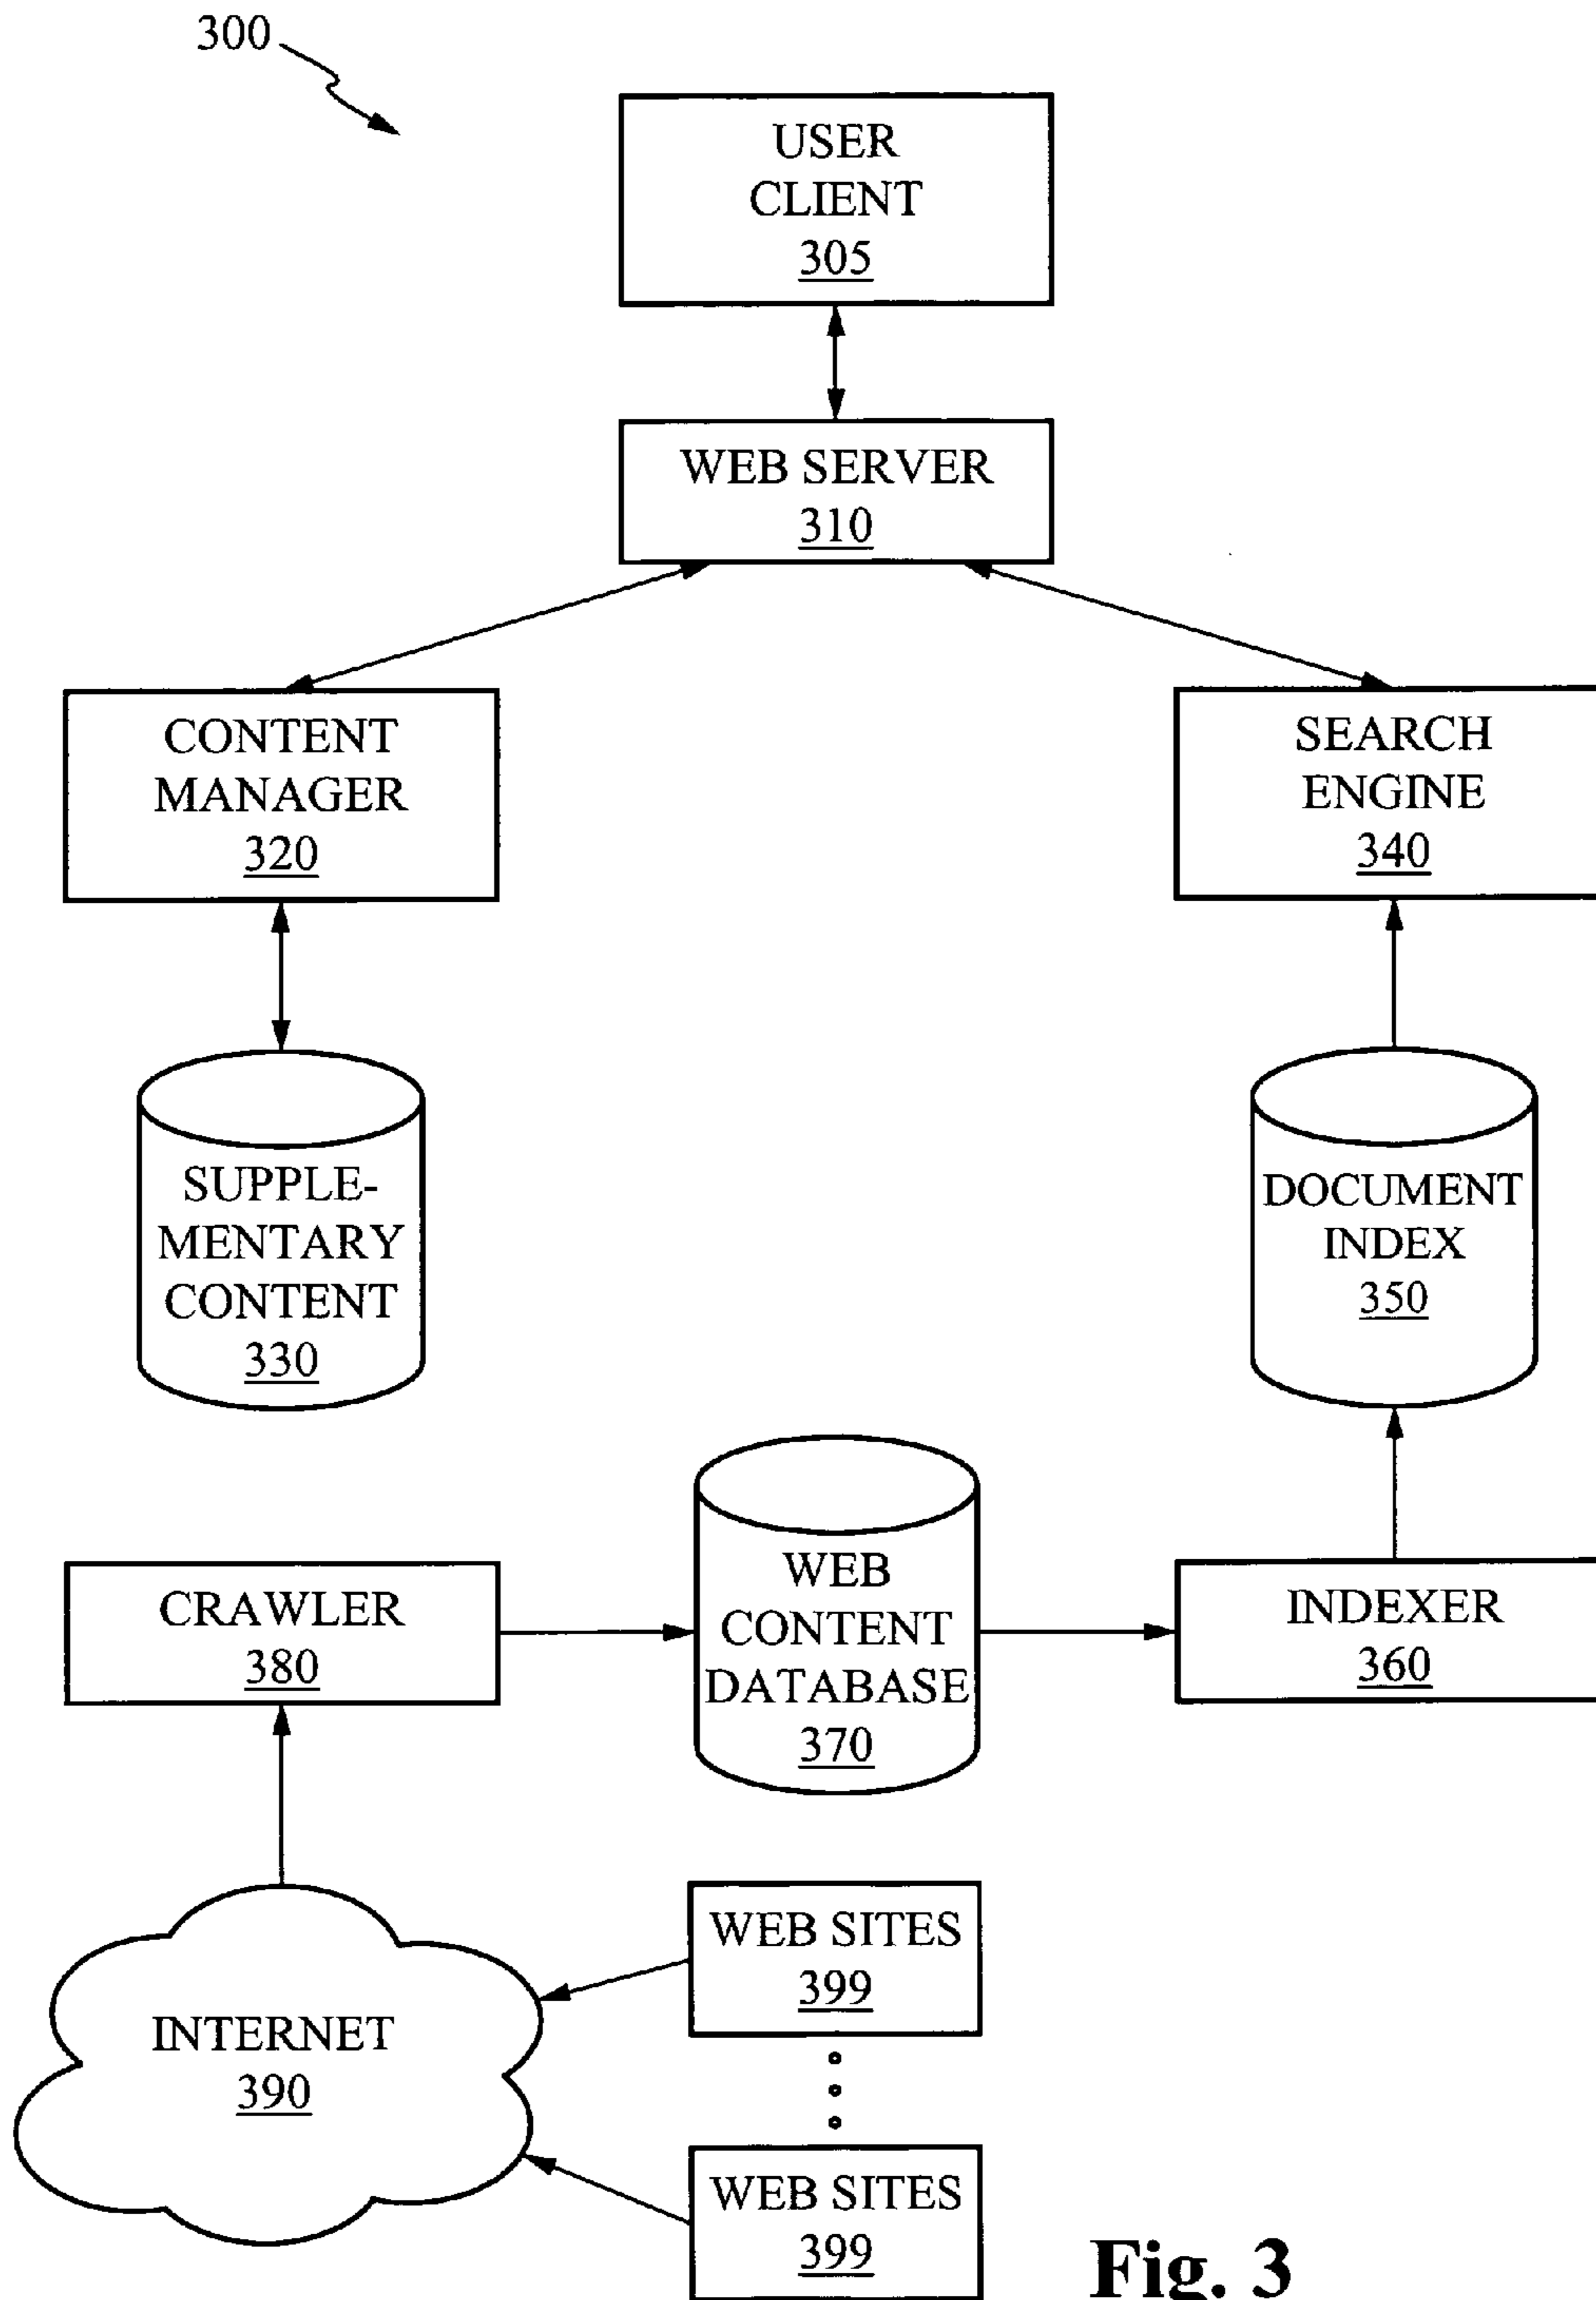 300
USER
CLIENT
305
WEB SERVER
310
CONTENT
MANAGER
320
SEARCH
ENGINE
340
SUPPLE-
MENTARY
CONTENT
330
DOCUMENT
INDEX
350
CRAWLER
380
WEB
CONTENT
DATABASE
370
INDEXER
360
INTERNET
390
WEB SITES
399
WEB SITES
399
Fig. 3